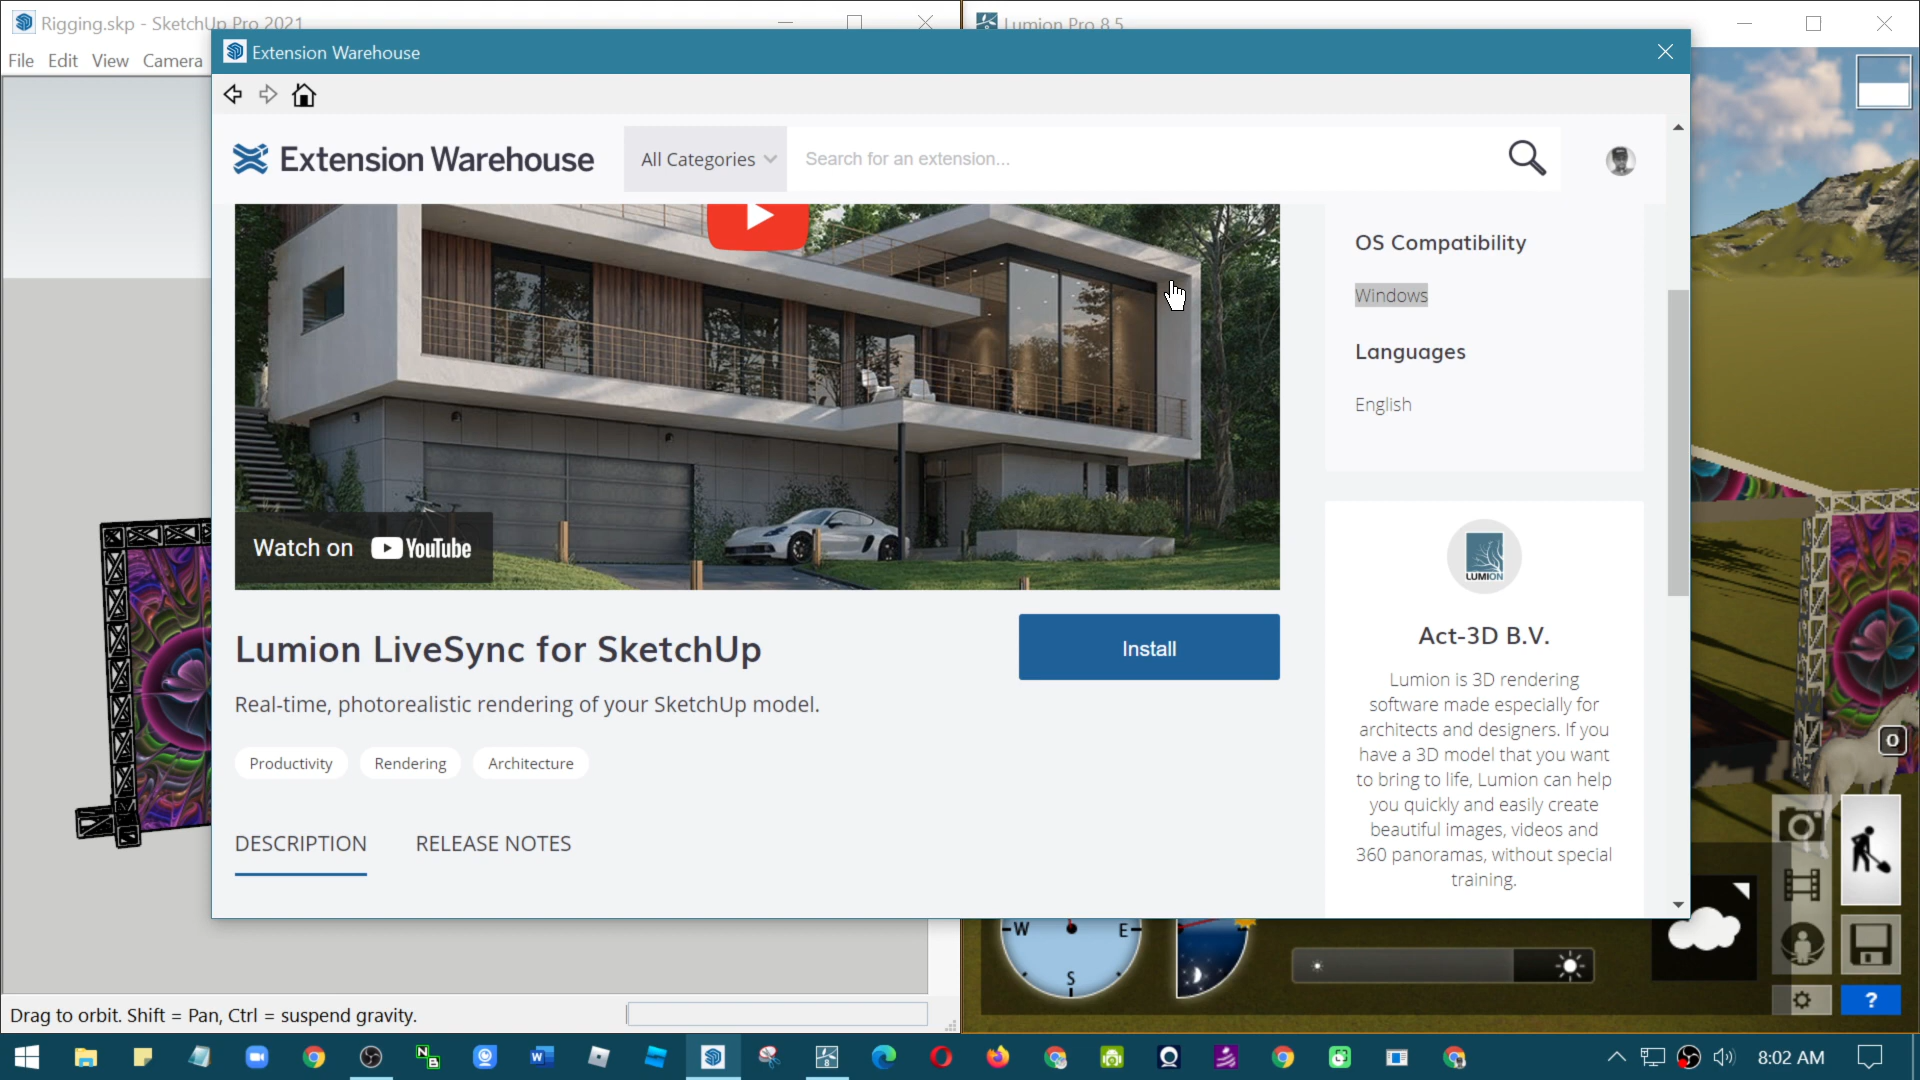 Rigging.skp - SketchUp Pro 2021
Lumion Pro 8.5
File Edit View Camera
Extension Warehouse
Extension Warehouse
All Categories
Search for an extension...
Watch on YouTube
OS Compatibility
Windows
Languages
English
LUMION
Act-3D B.V.
Lumion is 3D rendering
software made especially for
architects and designers. If you
have a 3D model that you want
to bring to life, Lumion can help
you quickly and easily create
beautiful images, videos and
360 panoramas, without special
training.
Lumion LiveSync for SketchUp
Install
Real-time, photorealistic rendering of your SketchUp model.
Productivity
Rendering
Architecture
DESCRIPTION
RELEASE NOTES
O
W E
S
?
Drag to orbit. Shift = Pan, Ctrl = suspend gravity.
N
B
W
8
8:02 AM